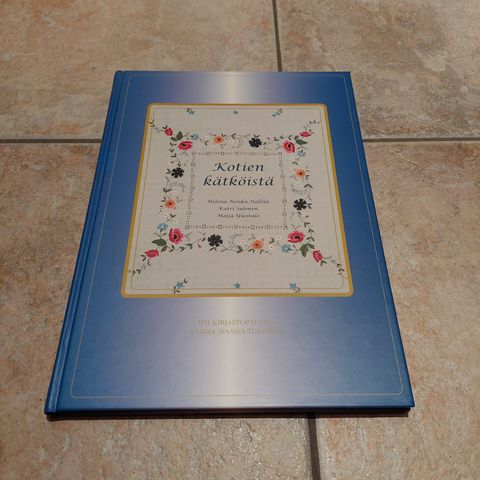 Kotien
kätköistä
Helena Honka-Hallila
Katri Salonen
Maija Uusitalo
BTJ KIRJASTOPALVELU
FARMA MAASEUTUKESKUS